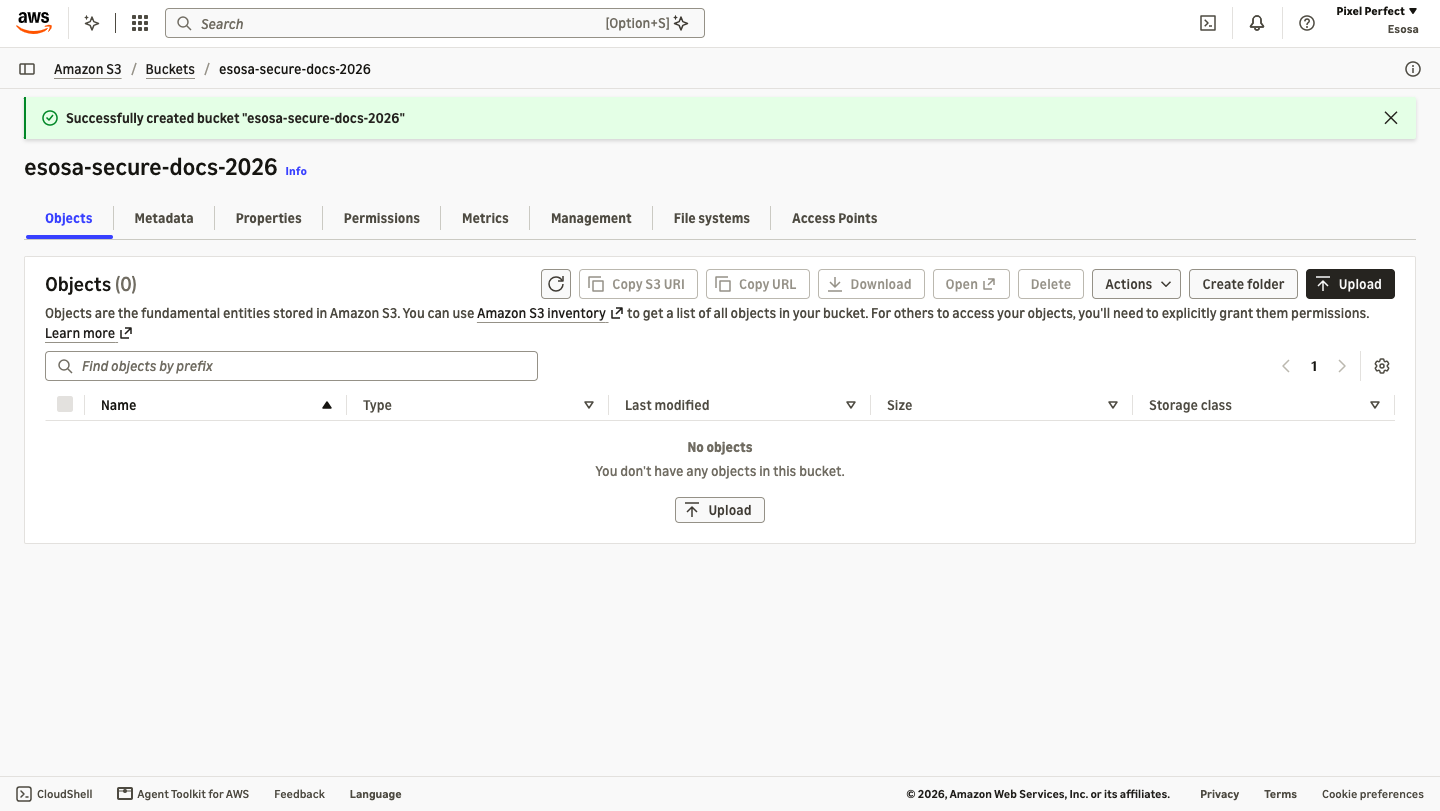 aws
Search [Option+S]
Pixel Perfect
Esosa
Amazon S3 / Buckets / esosa-secure-docs-2026
Successfully created bucket "esosa-secure-docs-2026"
esosa-secure-docs-2026 Info
Objects Metadata Properties Permissions Metrics Management File systems Access Points
Objects (0) Copy S3 URI Copy URL Download Open Delete Actions Create folder Upload
Objects are the fundamental entities stored in Amazon S3. You can use Amazon S3 inventory to get a list of all objects in your bucket. For others to access your objects, you'll need to explicitly grant them permissions.
Learn more
Find objects by prefix 1
Name Type Last modified Size Storage class
No objects
You don't have any objects in this bucket.
Upload
CloudShell Agent Toolkit for AWS Feedback Language © 2026, Amazon Web Services, Inc. or its affiliates. Privacy Terms Cookie preferences